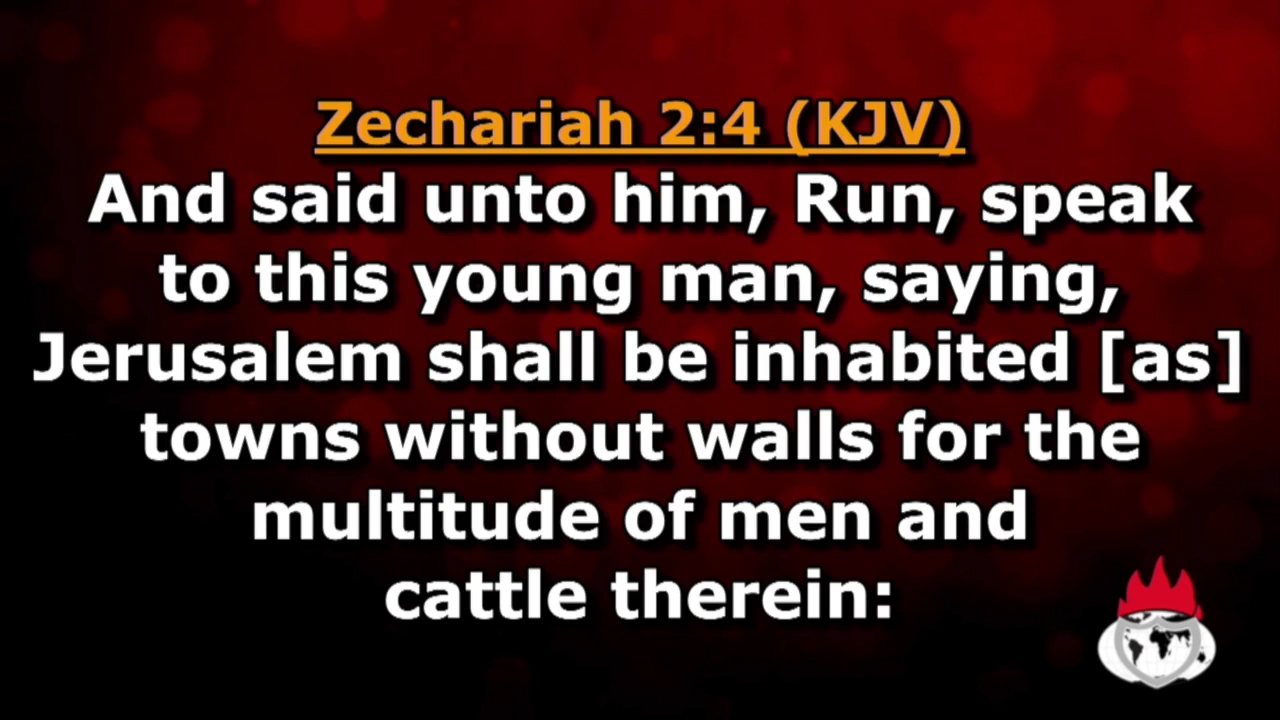 Zechariah 2:4 (KJV)
And said unto him, Run, speak
to this young man, saying,
Jerusalem shall be inhabited [as]
towns without walls for the
multitude of men and
cattle therein: